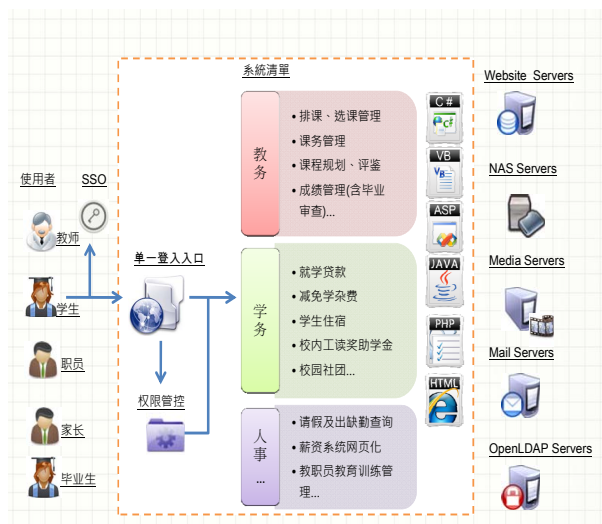 系統清單
使用者
SSO
教师
学生
职员
家长
毕业生
单一登入入口
权限管控
教务
• 排课、选课管理
• 课务管理
• 课程规划、评鉴
• 成绩管理(含毕业
审查)...
学务
• 就学贷款
• 减免学杂费
• 学生住宿
• 校内工读奖助学金
• 校园社团...
人事
...
• 请假及出缺勤查询
• 薪资系统网页化
• 教职员教育训练管
理...
C #
C#
VB
VB
ASP
JAVA
PHP
HTML
Website Servers
NAS Servers
Media Servers
Mail Servers
OpenLDAP Servers